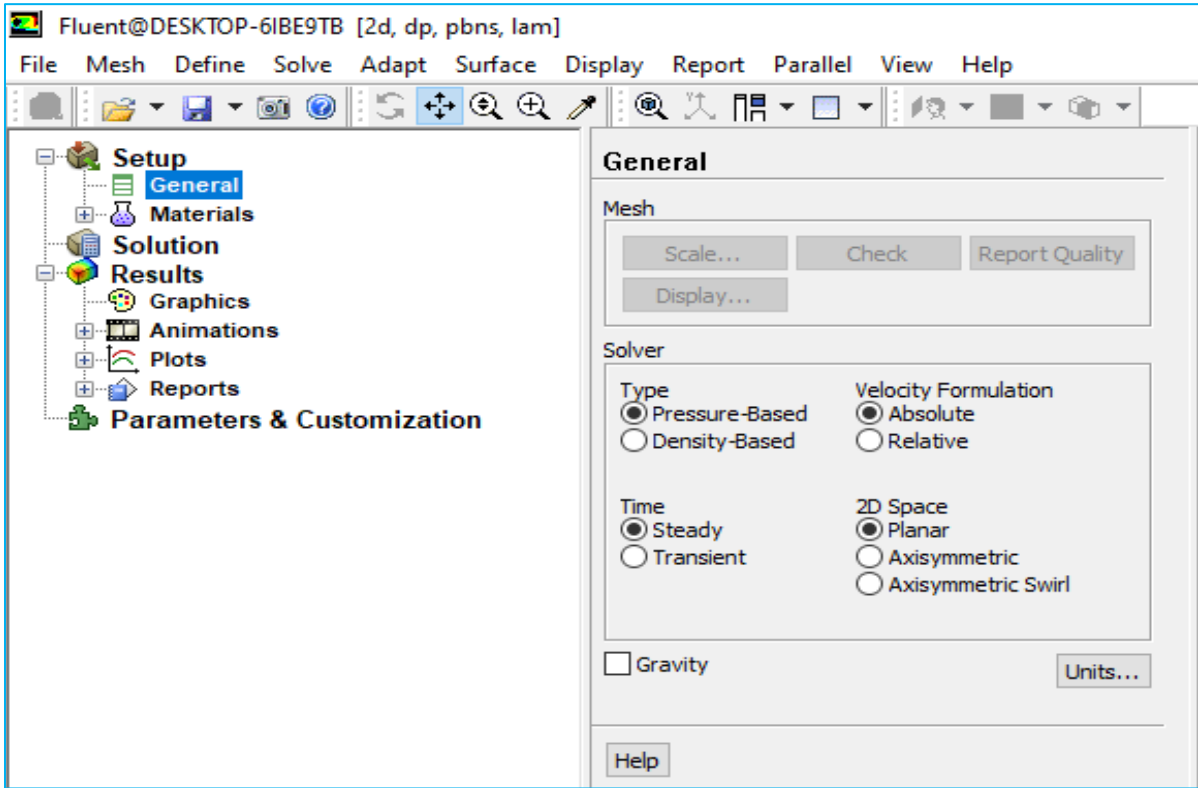 Fluent@DESKTOP-6IBE9TB [2d, dp, pbns, lam]
File Mesh Define Solve Adapt Surface Display Report Parallel View Help
Setup
General
Materials
Solution
Results
Graphics
Animations
Plots
Reports
Parameters & Customization
General
Mesh
Scale... Check Report Quality
Display...
Solver
Type Velocity Formulation
Pressure-Based Absolute
Density-Based Relative
Time 2D Space
Steady Planar
Transient Axisymmetric
Axisymmetric Swirl
Gravity
Units...
Help